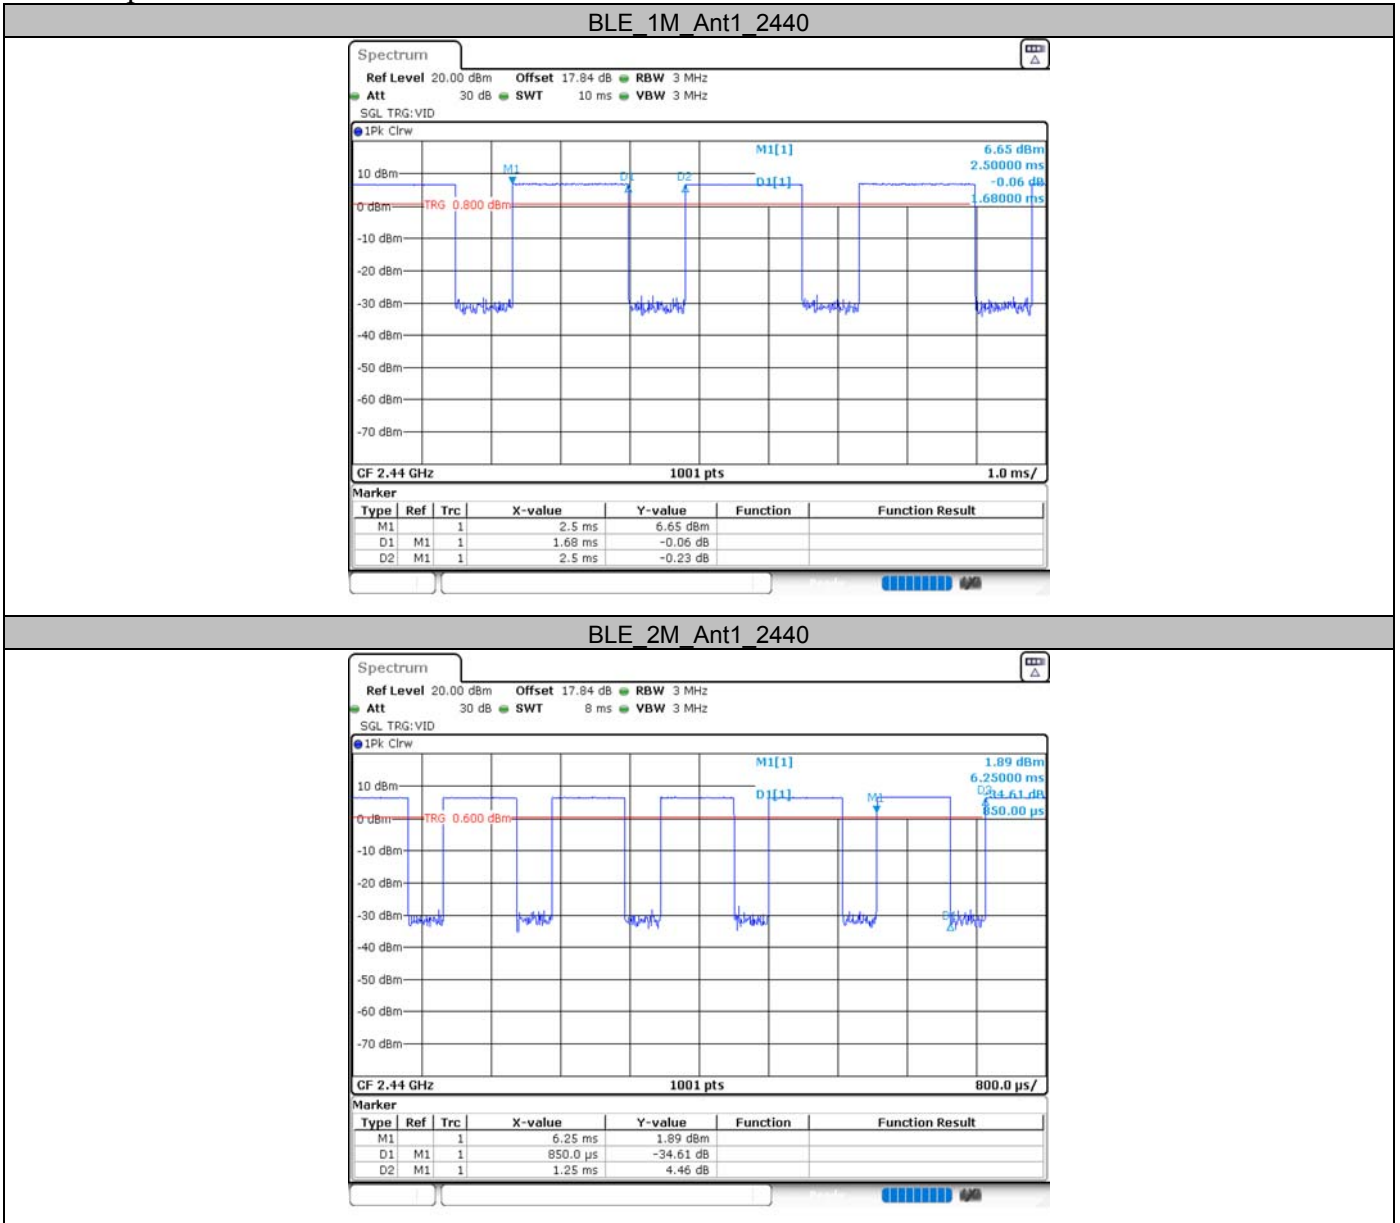 BLE_1M_Ant1_2440
Spectrum
Ref Level 20.00 dBm Offset 17.84 dB RBW 3 MHz
Att 30 dB SWT 10 ms VBW 3 MHz
SGL TRG:VID
1Pk Clrw
M1[1] 6.65 dBm
2.50000 ms
D1[1] -0.06 dB
1.68000 ms
M1
D1
D2
10 dBm
0 dBm
TRG 0.800 dBm
-10 dBm
-20 dBm
-30 dBm
-40 dBm
-50 dBm
-60 dBm
-70 dBm
CF 2.44 GHz 1001 pts 1.0 ms/
Marker
Type Ref Trc X-value Y-value Function Function Result
M1 1 2.5 ms 6.65 dBm
D1 M1 1 1.68 ms -0.06 dB
D2 M1 1 2.5 ms -0.23 dB
BLE_2M_Ant1_2440
Spectrum
Ref Level 20.00 dBm Offset 17.84 dB RBW 3 MHz
Att 30 dB SWT 8 ms VBW 3 MHz
SGL TRG:VID
1Pk Clrw
M1[1] 1.89 dBm
6.25000 ms
D1[1] -34.61 dB
850.00 µs
M1
D2
10 dBm
0 dBm
TRG 0.600 dBm
-10 dBm
-20 dBm
-30 dBm
D1
-40 dBm
-50 dBm
-60 dBm
-70 dBm
CF 2.44 GHz 1001 pts 800.0 µs/
Marker
Type Ref Trc X-value Y-value Function Function Result
M1 1 6.25 ms 1.89 dBm
D1 M1 1 850.0 µs -34.61 dB
D2 M1 1 1.25 ms 4.46 dB